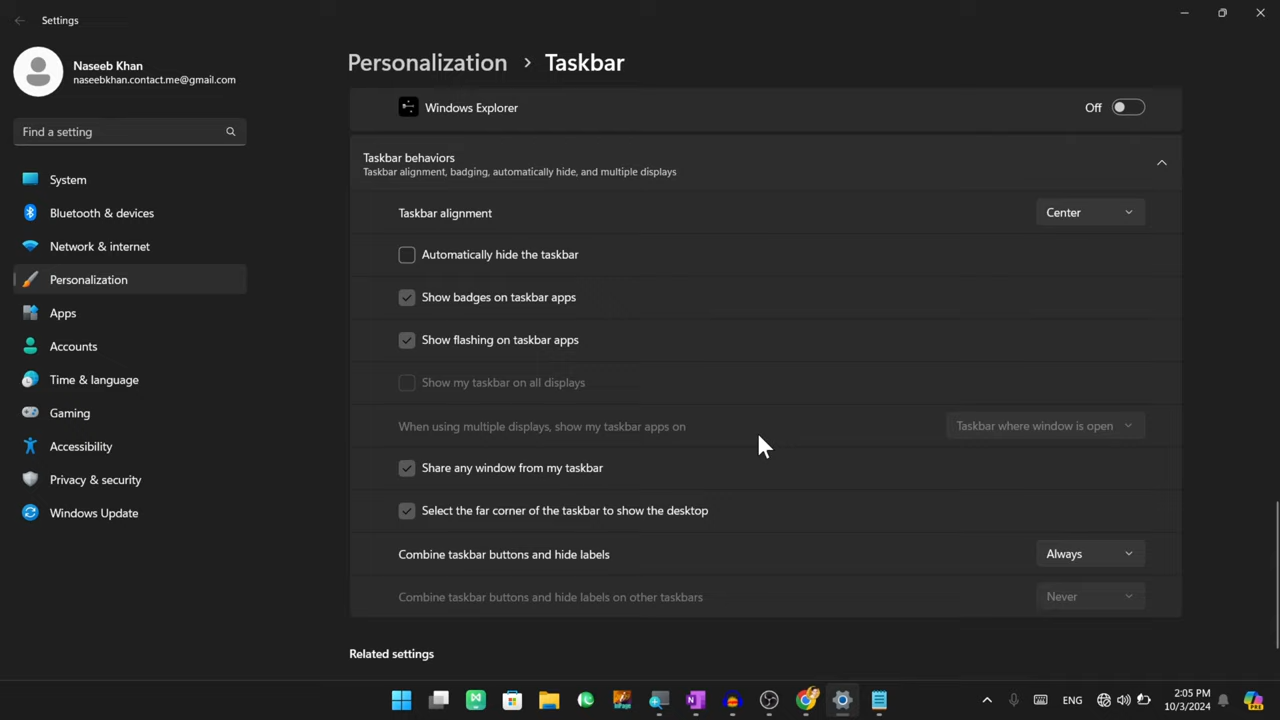 Settings
Naseeb Khan
naseebkhan.contact.me@gmail.com
Find a setting
System
Bluetooth & devices
Network & internet
Personalization
Apps
Accounts
Time & language
Gaming
Accessibility
Privacy & security
Windows Update
Personalization > Taskbar
Windows Explorer Off
Taskbar behaviors
Taskbar alignment, badging, automatically hide, and multiple displays
Taskbar alignment Center
Automatically hide the taskbar
Show badges on taskbar apps
Show flashing on taskbar apps
Show my taskbar on all displays
When using multiple displays, show my taskbar apps on Taskbar where window is open
Share any window from my taskbar
Select the far corner of the taskbar to show the desktop
Combine taskbar buttons and hide labels Always
Combine taskbar buttons and hide labels on other taskbars Never
Related settings
ENG
2:05 PM
10/3/2024